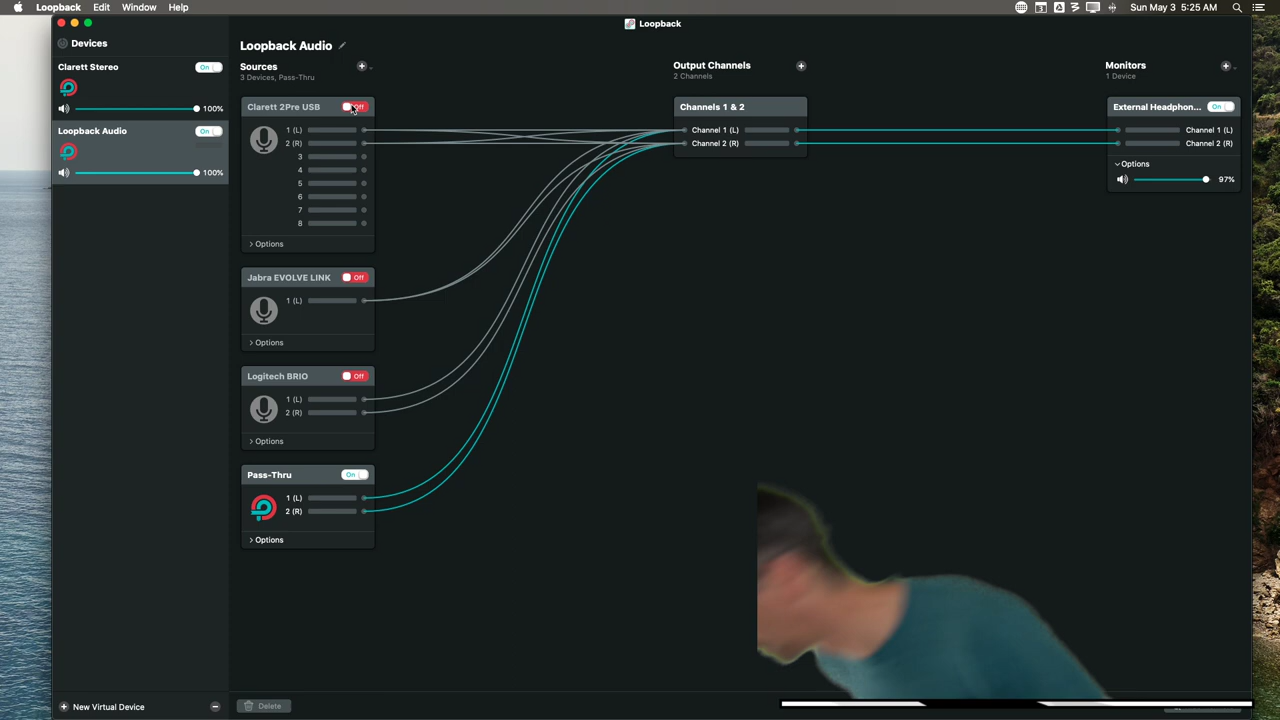 Loopback Edit Window Help
3
Sun May 3 5:25 AM
Loopback
Devices
Clarett Stereo
On
100%
Loopback Audio
On
100%
New Virtual Device
Loopback Audio
Sources
3 Devices, Pass-Thru
Clarett 2Pre USB
Off
1 (L)
2 (R)
3
4
5
6
7
8
Options
Jabra EVOLVE LINK
Off
1 (L)
Options
Logitech BRIO
Off
1 (L)
2 (R)
Options
Pass-Thru
On
1 (L)
2 (R)
Options
Delete
Output Channels
2 Channels
Channels 1 & 2
Channel 1 (L)
Channel 2 (R)
Monitors
1 Device
External Headphon...
On
Channel 1 (L)
Channel 2 (R)
Options
97%